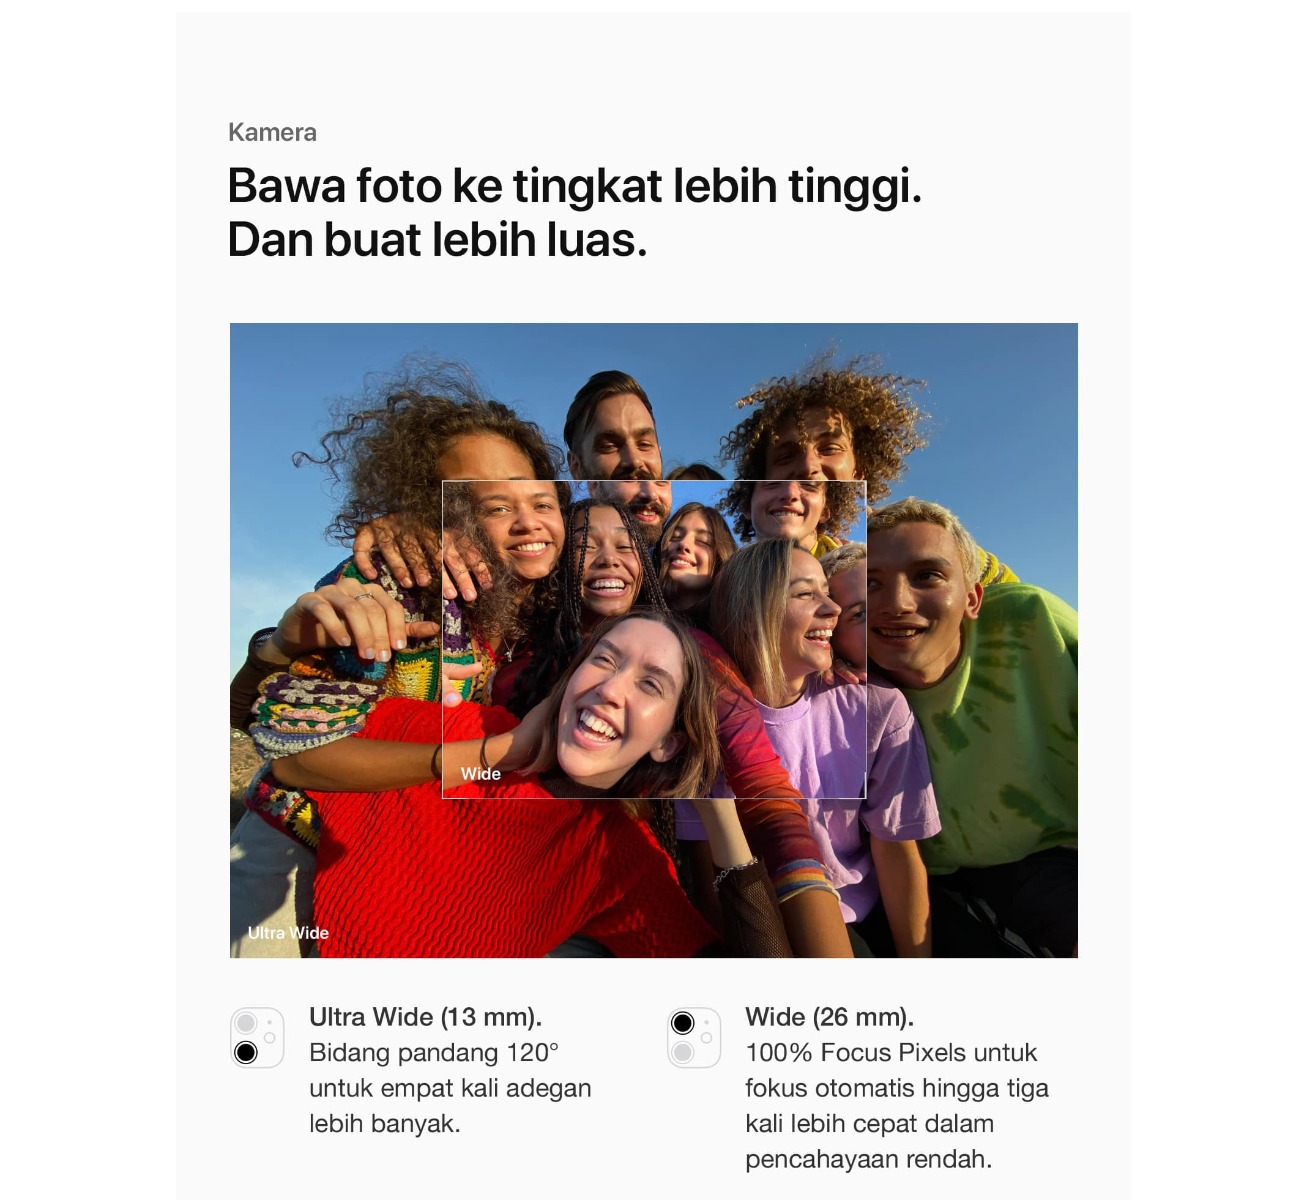 Kamera
Bawa foto ke tingkat lebih tinggi.
Dan buat lebih luas.
Wide
Ultra Wide
Ultra Wide (13 mm).
Bidang pandang 120°
untuk empat kali adegan
lebih banyak.
Wide (26 mm).
100% Focus Pixels untuk
fokus otomatis hingga tiga
kali lebih cepat dalam
pencahayaan rendah.